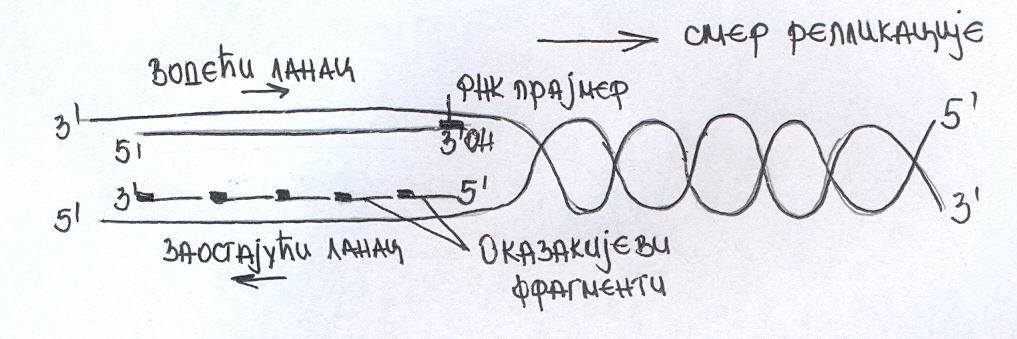 СМЕР РЕПЛИКАЦИЈЕ
ВОДЕЋИ ЛАНАЦ
РНК ПРАЈМЕР
3'
5'
5'
3'OH
3'
5'
5'
3'
ЗАОСТАЈУЋИ ЛАНАЦ
ОКАЗАКИЈЕВИ
ФРАГМЕНТИ